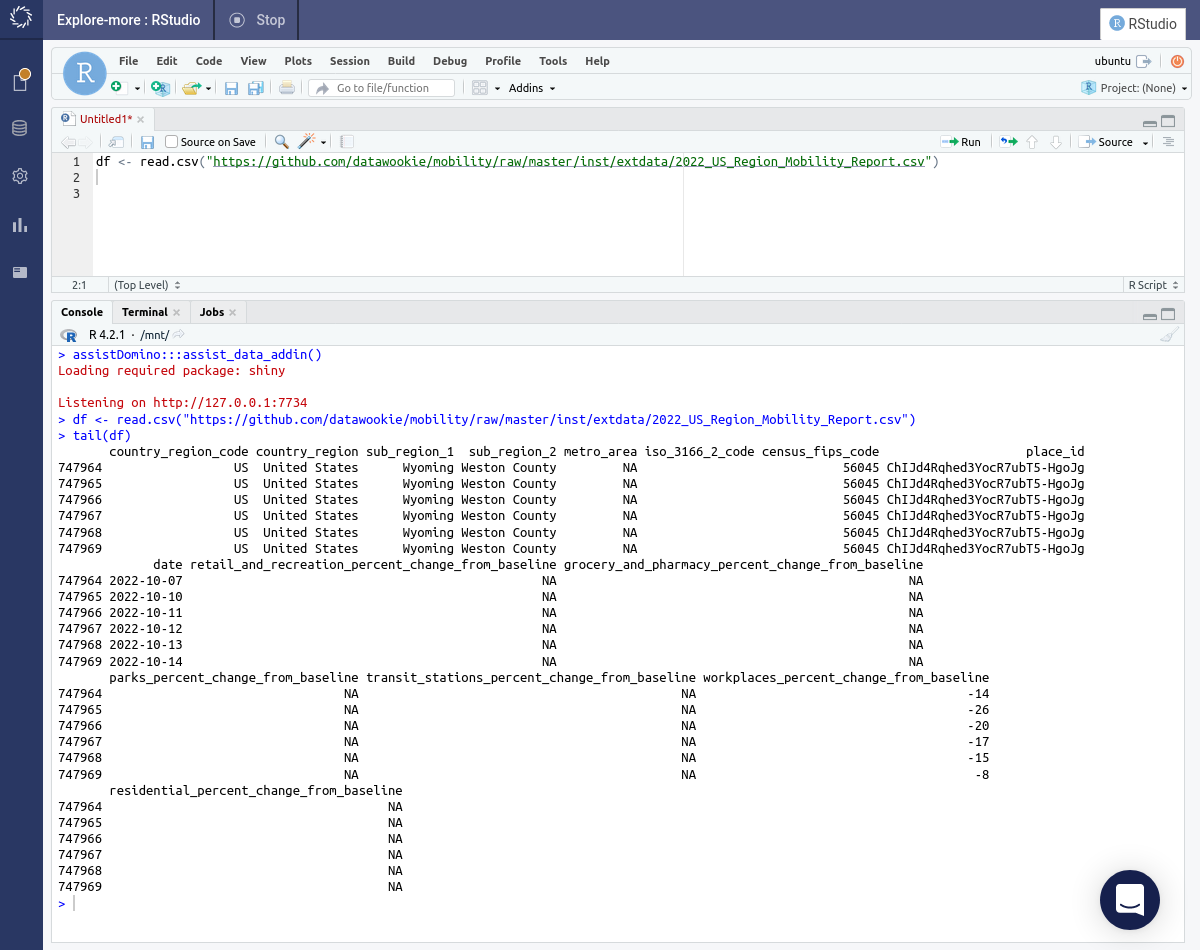 Explore-more : RStudio Stop R RStudio
R File Edit Code View Plots Session Build Debug Profile Tools Help ubuntu
Go to file/function Addins R Project: (None)
Untitled1*
Source on Save Run Source
1 df <- read.csv("https://github.com/datawookie/mobility/raw/master/inst/extdata/2022_US_Region_Mobility_Report.csv")
2
3
2:1 (Top Level) R Script
Console Terminal Jobs
R R 4.2.1 · /mnt/
> assistDomino:::assist_data_addin()
Loading required package: shiny
Listening on http://127.0.0.1:7734
> df <- read.csv("https://github.com/datawookie/mobility/raw/master/inst/extdata/2022_US_Region_Mobility_Report.csv")
> tail(df)
country_region_code country_region sub_region_1 sub_region_2 metro_area iso_3166_2_code census_fips_code place_id
747964 US United States Wyoming Weston County NA 56045 ChIJd4Rqhed3YocR7ubT5-HgoJg
747965 US United States Wyoming Weston County NA 56045 ChIJd4Rqhed3YocR7ubT5-HgoJg
747966 US United States Wyoming Weston County NA 56045 ChIJd4Rqhed3YocR7ubT5-HgoJg
747967 US United States Wyoming Weston County NA 56045 ChIJd4Rqhed3YocR7ubT5-HgoJg
747968 US United States Wyoming Weston County NA 56045 ChIJd4Rqhed3YocR7ubT5-HgoJg
747969 US United States Wyoming Weston County NA 56045 ChIJd4Rqhed3YocR7ubT5-HgoJg
date retail_and_recreation_percent_change_from_baseline grocery_and_pharmacy_percent_change_from_baseline
747964 2022-10-07 NA NA
747965 2022-10-10 NA NA
747966 2022-10-11 NA NA
747967 2022-10-12 NA NA
747968 2022-10-13 NA NA
747969 2022-10-14 NA NA
parks_percent_change_from_baseline transit_stations_percent_change_from_baseline workplaces_percent_change_from_baseline
747964 NA NA -14
747965 NA NA -26
747966 NA NA -20
747967 NA NA -17
747968 NA NA -15
747969 NA NA -8
residential_percent_change_from_baseline
747964 NA
747965 NA
747966 NA
747967 NA
747968 NA
747969 NA
>